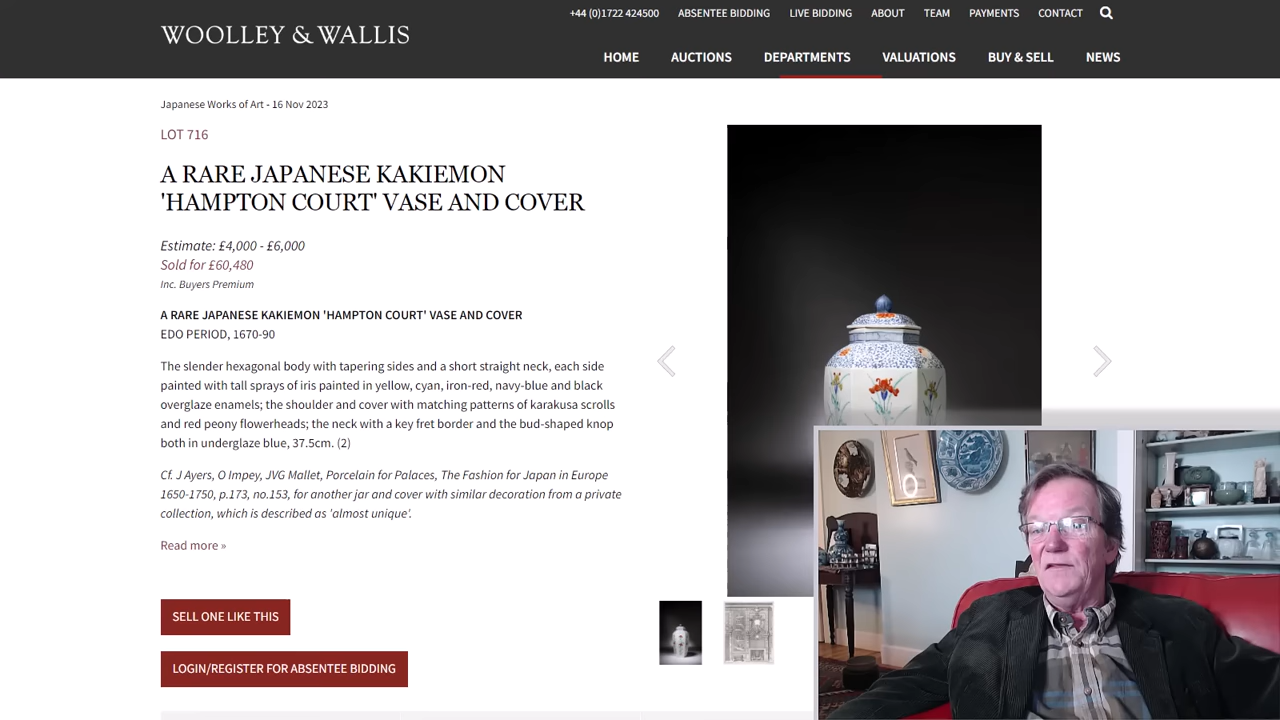 +44 (0)1722 424500 ABSENTEE BIDDING LIVE BIDDING ABOUT TEAM PAYMENTS CONTACT
WOOLLEY & WALLIS
HOME AUCTIONS DEPARTMENTS VALUATIONS BUY & SELL NEWS
Japanese Works of Art - 16 Nov 2023
LOT 716
A RARE JAPANESE KAKIEMON
'HAMPTON COURT' VASE AND COVER
Estimate: £4,000 - £6,000
Sold for £60,480
Inc. Buyers Premium
A RARE JAPANESE KAKIEMON 'HAMPTON COURT' VASE AND COVER
EDO PERIOD, 1670-90
The slender hexagonal body with tapering sides and a short straight neck, each side
painted with tall sprays of iris painted in yellow, cyan, iron-red, navy-blue and black
overglaze enamels; the shoulder and cover with matching patterns of karakusa scrolls
and red peony flowerheads; the neck with a key fret border and the bud-shaped knop
both in underglaze blue, 37.5cm. (2)
Cf. J Ayers, O Impey, JVG Mallet, Porcelain for Palaces, The Fashion for Japan in Europe
1650-1750, p.173, no.153, for another jar and cover with similar decoration from a private
collection, which is described as 'almost unique'.
Read more »
SELL ONE LIKE THIS
LOGIN/REGISTER FOR ABSENTEE BIDDING